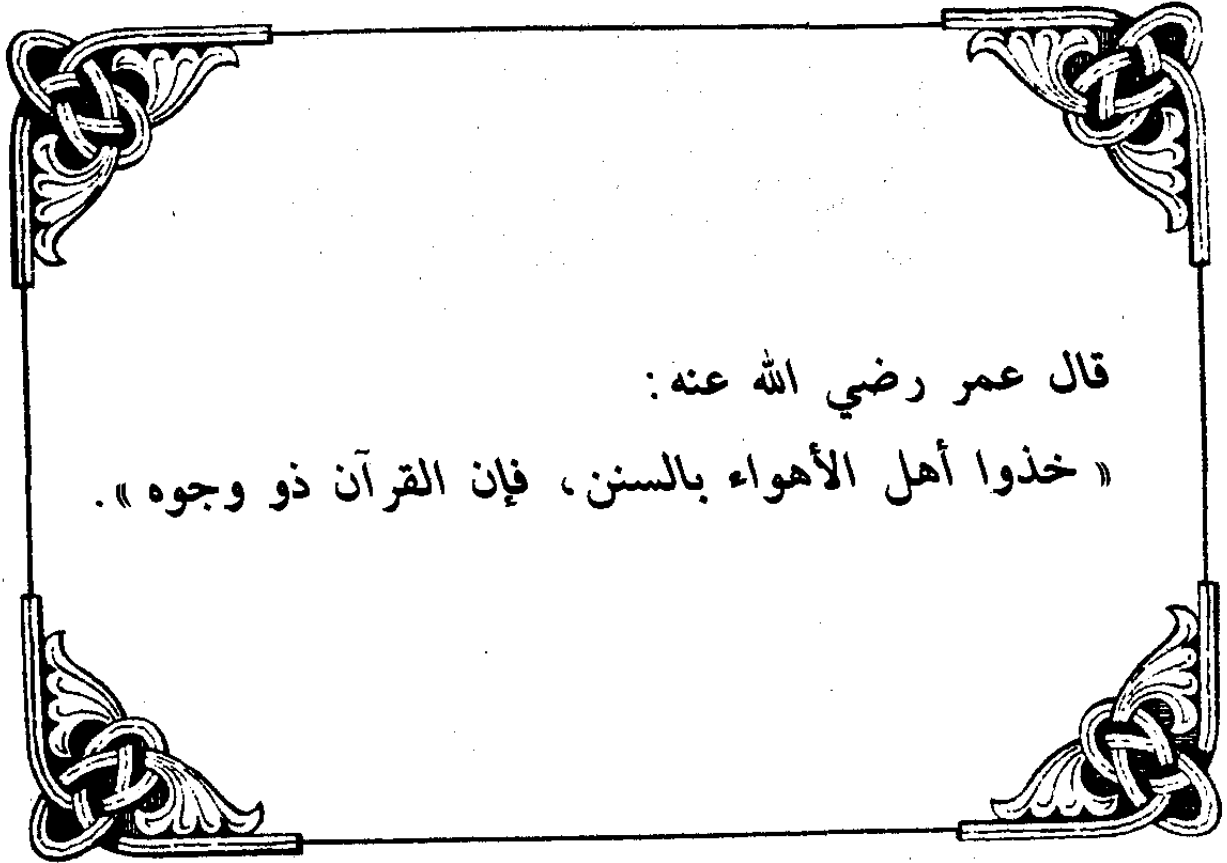 قال عمر رضي الله عنه:
« خذوا أهل الأهواء بالسنن، فإن القرآن ذو وجوه ».